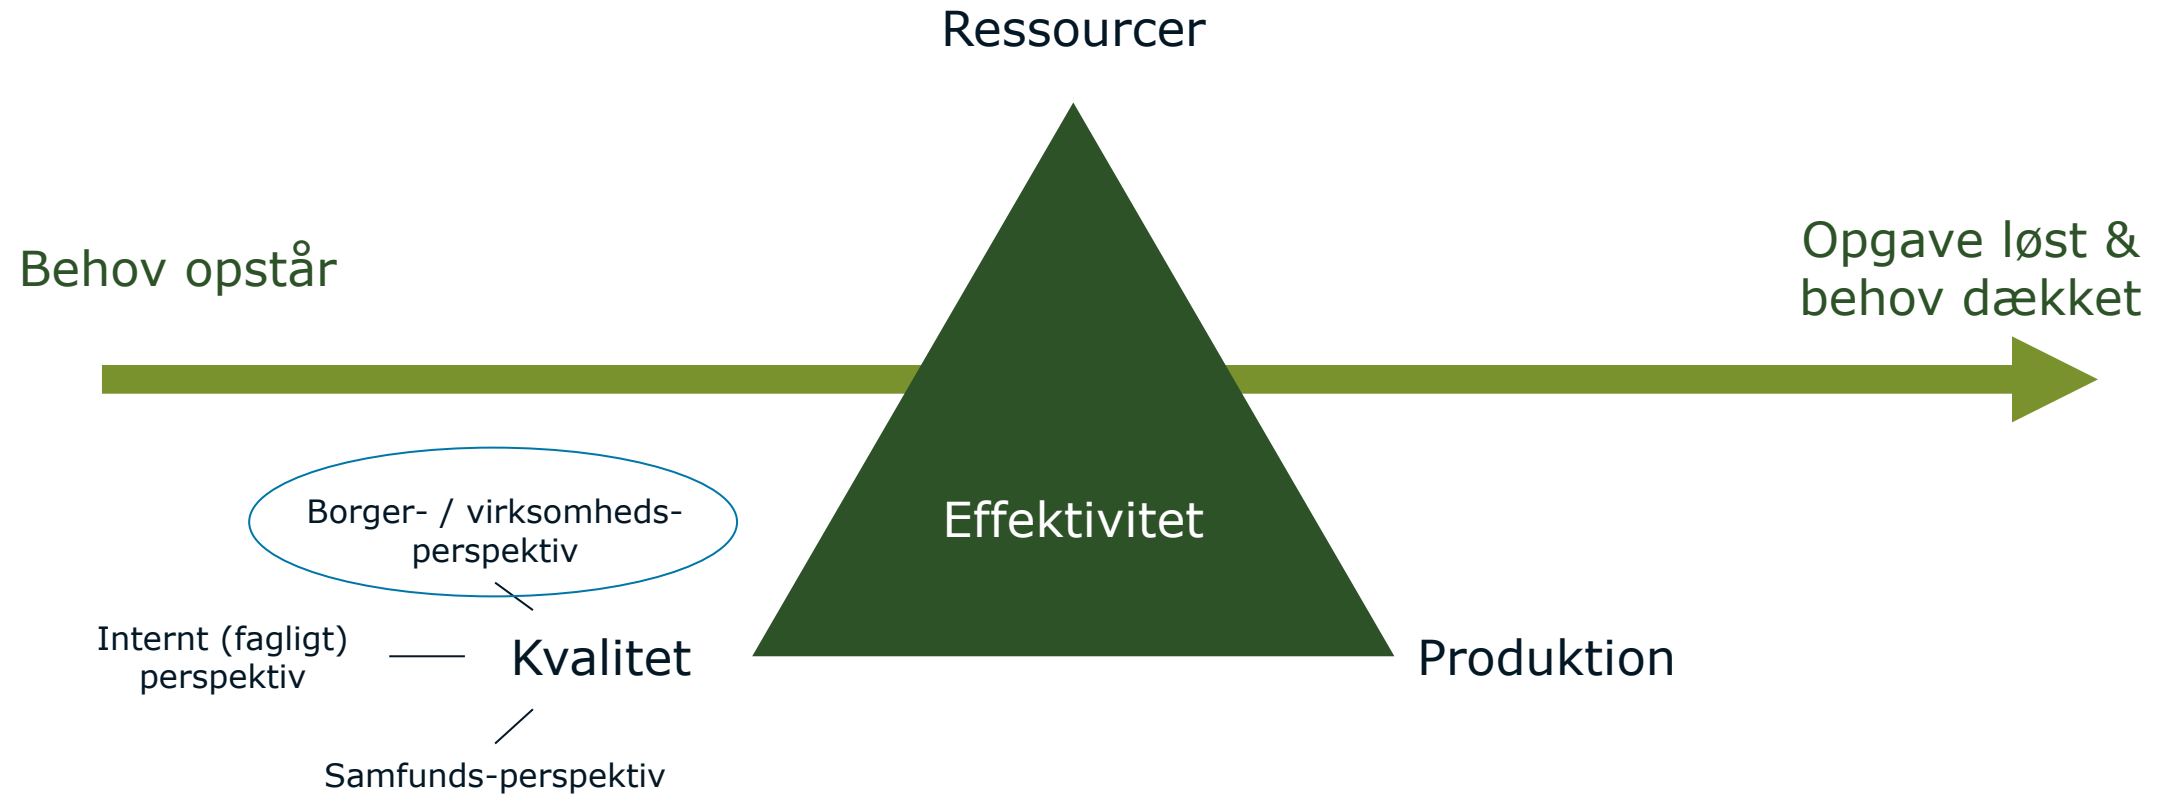 Ressourcer
Behov opstår
Opgave løst &
behov dækket
Borger- / virksomheds-
perspektiv
Effektivitet
Internt (fagligt)
perspektiv
Kvalitet
Produktion
Samfunds-perspektiv